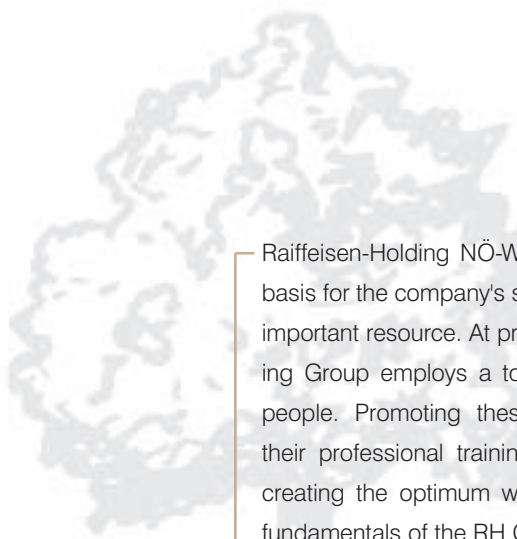 Raiffeisen-Holding NÖ-W
basis for the company's s
important resource. At pr
ing Group employs a to
people. Promoting thes
their professional trainin
creating the optimum w
fundamentals of the RH G